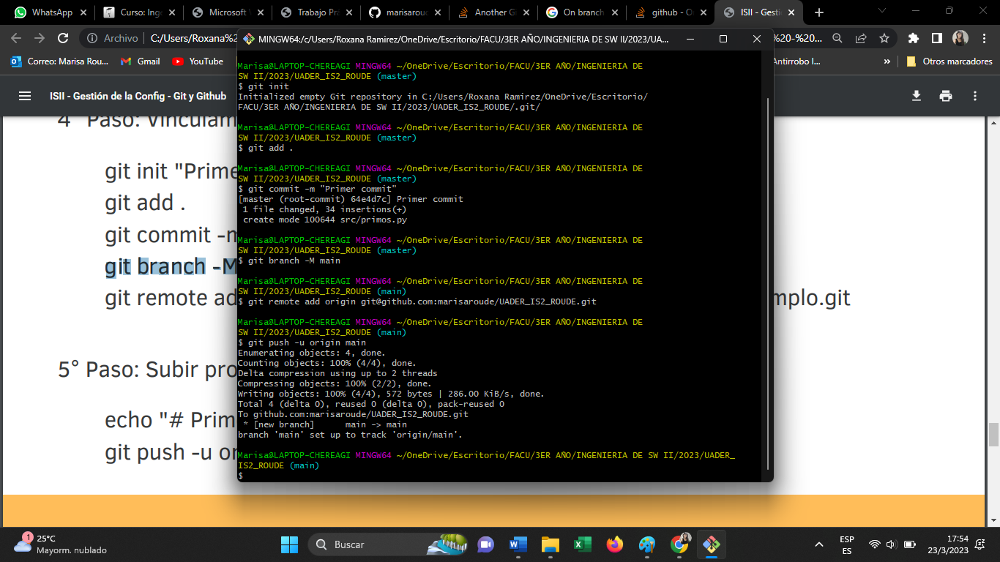 WhatsApp
Curso: Inge
Microsoft V
Trabajo Prá
marisaroud
Another G
On branch
github - O
ISII - Gesti
Archivo
C:/Users/Roxana%2
%20-%20...
Correo: Marisa Rou...
Gmail
YouTube
Antirrobo I...
»
Otros marcadores
ISII - Gestión de la Config - Git y Github
4° Paso: Vinculam
git init "Prime
git add .
git commit -m
git branch -M
git remote ad
mplo.git
5° Paso: Subir pro
echo "# Prim
git push -u or
MINGW64:/c/Users/Roxana Ramirez/OneDrive/Escritorio/FACU/3ER AÑO/INGENIERIA DE SW II/2023/UA...
Marisa@LAPTOP-CHEREAGI MINGW64 ~/OneDrive/Escritorio/FACU/3ER AÑO/INGENIERIA DE
SW II/2023/UADER_IS2_ROUDE (master)
$ git init
Initialized empty Git repository in C:/Users/Roxana Ramirez/OneDrive/Escritorio/
FACU/3ER AÑO/INGENIERIA DE SW II/2023/UADER_IS2_ROUDE/.git/
Marisa@LAPTOP-CHEREAGI MINGW64 ~/OneDrive/Escritorio/FACU/3ER AÑO/INGENIERIA DE
SW II/2023/UADER_IS2_ROUDE (master)
$ git add .
Marisa@LAPTOP-CHEREAGI MINGW64 ~/OneDrive/Escritorio/FACU/3ER AÑO/INGENIERIA DE
SW II/2023/UADER_IS2_ROUDE (master)
$ git commit -m "Primer commit"
[master (root-commit) 64e4d7c] Primer commit
1 file changed, 34 insertions(+)
create mode 100644 src/primos.py
Marisa@LAPTOP-CHEREAGI MINGW64 ~/OneDrive/Escritorio/FACU/3ER AÑO/INGENIERIA DE
SW II/2023/UADER_IS2_ROUDE (master)
$ git branch -M main
Marisa@LAPTOP-CHEREAGI MINGW64 ~/OneDrive/Escritorio/FACU/3ER AÑO/INGENIERIA DE
SW II/2023/UADER_IS2_ROUDE (main)
$ git remote add origin git@github.com:marisaroude/UADER_IS2_ROUDE.git
Marisa@LAPTOP-CHEREAGI MINGW64 ~/OneDrive/Escritorio/FACU/3ER AÑO/INGENIERIA DE
SW II/2023/UADER_IS2_ROUDE (main)
$ git push -u origin main
Enumerating objects: 4, done.
Counting objects: 100% (4/4), done.
Delta compression using up to 2 threads
Compressing objects: 100% (2/2), done.
Writing objects: 100% (4/4), 572 bytes | 286.00 KiB/s, done.
Total 4 (delta 0), reused 0 (delta 0), pack-reused 0
To github.com:marisaroude/UADER_IS2_ROUDE.git
* [new branch] main -> main
branch 'main' set up to track 'origin/main'.
Marisa@LAPTOP-CHEREAGI MINGW64 ~/OneDrive/Escritorio/FACU/3ER AÑO/INGENIERIA DE SW II/2023/UADER_
IS2_ROUDE (main)
$
1
25°C
Mayorm. nublado
Buscar
ESP
ES
17:54
23/3/2023